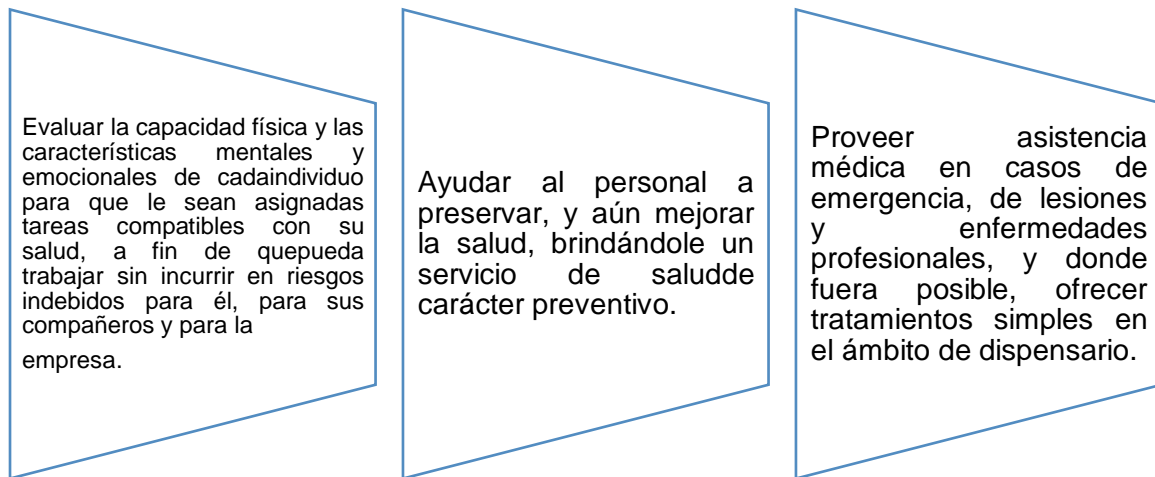 Evaluar la capacidad física y las
características mentales y
emocionales de cadaindividuo
para que le sean asignadas
tareas compatibles con su
salud, a fin de quepueda
trabajar sin incurrir en riesgos
indebidos para él, para sus
compañeros y para la
empresa.
Ayudar al personal a
preservar, y aún mejorar
la salud, brindándole un
servicio de saludde
carácter preventivo.
Proveer asistencia
médica en casos de
emergencia, de lesiones
y enfermedades
profesionales, y donde
fuera posible, ofrecer
tratamientos simples en
el ámbito de dispensario.